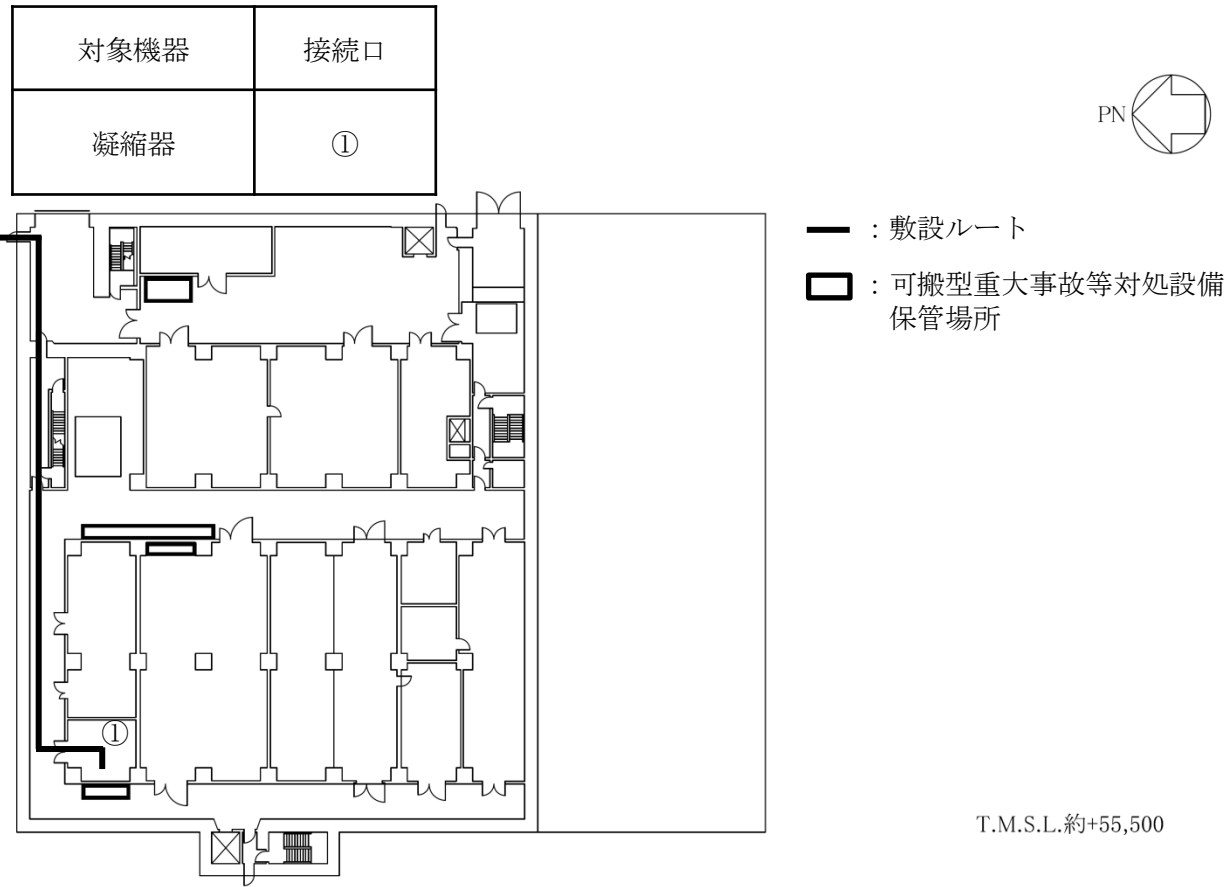 対象機器 接続口
凝縮器 ①
PN
：敷設ルート
：可搬型重大事故等対処設備
保管場所
①
T.M.S.L.約+55,500